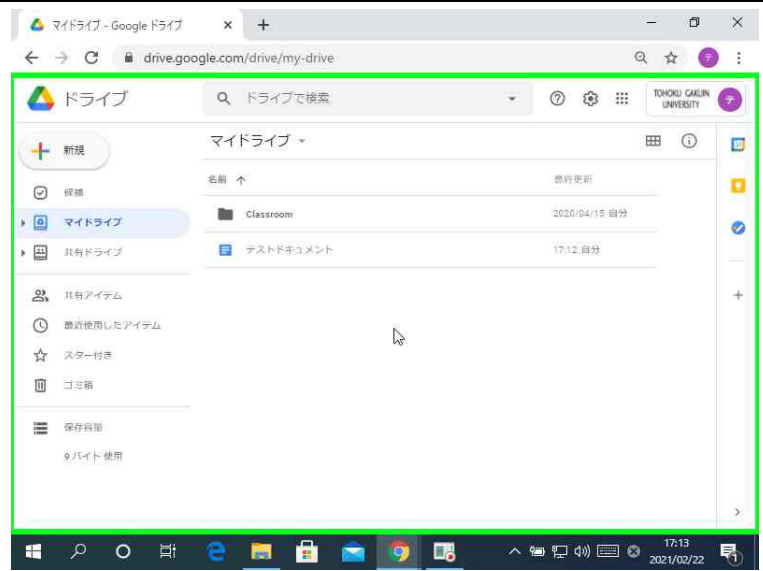 マイドライブ - Google ドライブ
drive.google.com/drive/my-drive
テ
ドライブ
ドライブで検索
TOHOKU GAKUIN
UNIVERSITY
テ
新規
マイドライブ
名前
最終更新
候補
Classroom
2020/04/15 自分
マイドライブ
共有ドライブ
テストドキュメント
17:12 自分
共有アイテム
最近使用したアイテム
スター付き
ゴミ箱
保存容量
9 バイト 使用
17:13
2021/02/22
1